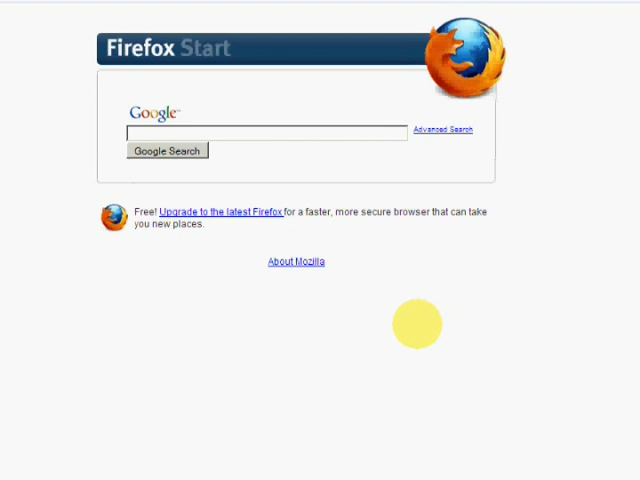 Firefox Start
Google™
Advanced Search
Google Search
Free! Upgrade to the latest Firefox for a faster, more secure browser that can take
you new places.
About Mozilla